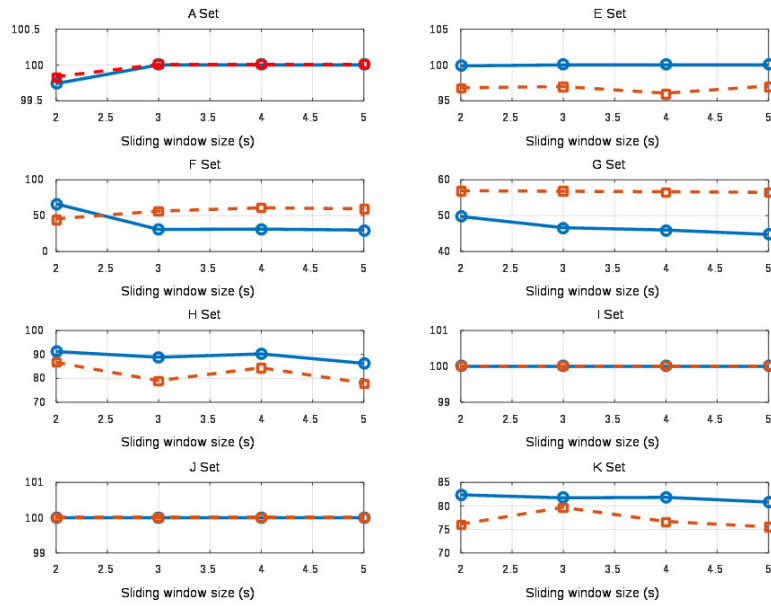 A Set
100.5
100
99.5
2 2.5 3 3.5 4 4.5 5
Sliding window size (s)
E Set
105
100
95
2 2.5 3 3.5 4 4.5 5
Sliding window size (s)
F Set
100
50
0
2 2.5 3 3.5 4 4.5 5
Sliding window size (s)
G Set
60
50
40
2 2.5 3 3.5 4 4.5 5
Sliding window size (s)
H Set
100
90
80
70
2 2.5 3 3.5 4 4.5 5
Sliding window size (s)
I Set
101
100
99
2 2.5 3 3.5 4 4.5 5
Sliding window size (s)
J Set
101
100
99
2 2.5 3 3.5 4 4.5 5
Sliding window size (s)
K Set
85
80
75
70
2 2.5 3 3.5 4 4.5 5
Sliding window size (s)